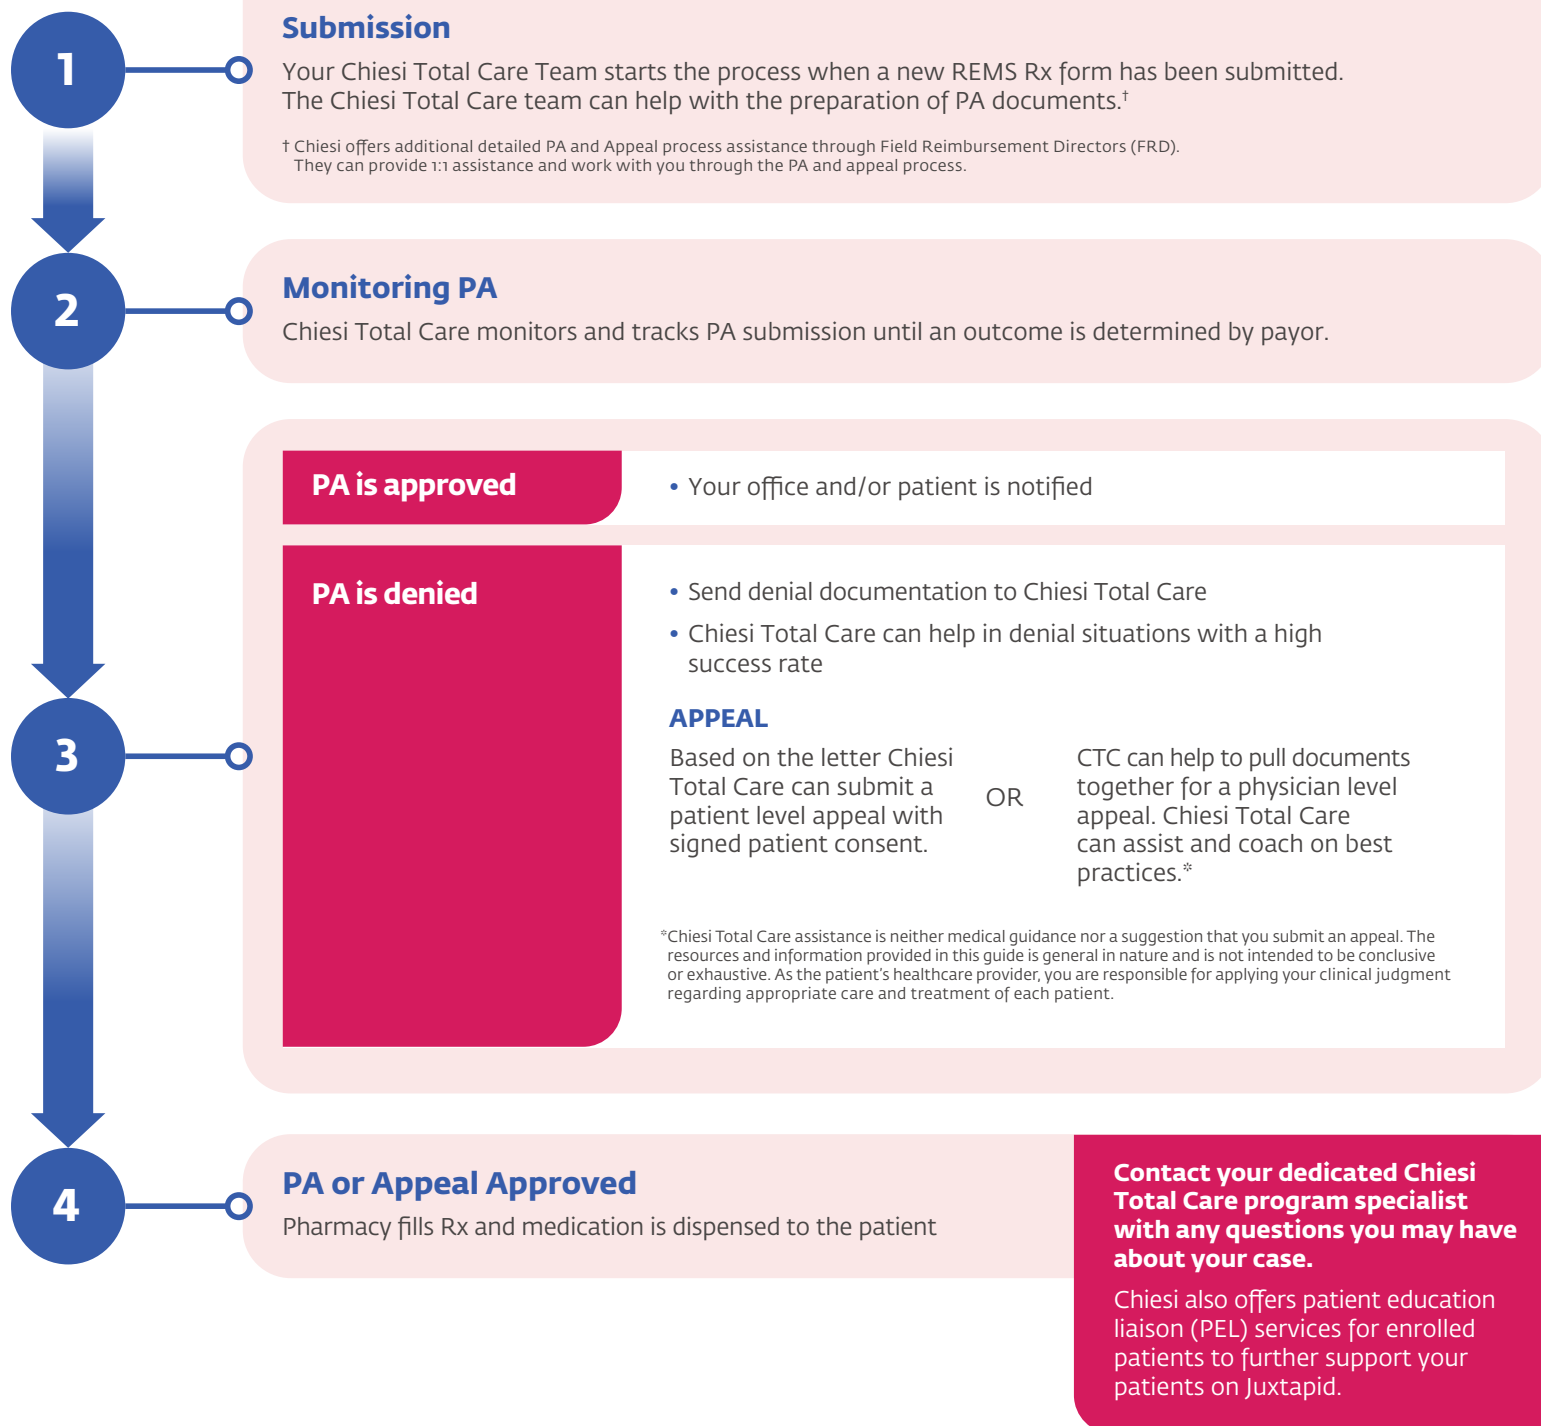 1
Submission
Your Chiesi Total Care Team starts the process when a new REMS Rx form has been submitted.
The Chiesi Total Care team can help with the preparation of PA documents.†
† Chiesi offers additional detailed PA and Appeal process assistance through Field Reimbursement Directors (FRD).
They can provide 1:1 assistance and work with you through the PA and appeal process.
2
Monitoring PA
Chiesi Total Care monitors and tracks PA submission until an outcome is determined by payor.
3
PA is approved
• Your office and/or patient is notified
PA is denied
• Send denial documentation to Chiesi Total Care
• Chiesi Total Care can help in denial situations with a high
success rate
APPEAL
Based on the letter Chiesi
Total Care can submit a
patient level appeal with
signed patient consent.
OR
CTC can help to pull documents
together for a physician level
appeal. Chiesi Total Care
can assist and coach on best
practices.*
*Chiesi Total Care assistance is neither medical guidance nor a suggestion that you submit an appeal. The
resources and information provided in this guide is general in nature and is not intended to be conclusive
or exhaustive. As the patient's healthcare provider, you are responsible for applying your clinical judgment
regarding appropriate care and treatment of each patient.
4
PA or Appeal Approved
Pharmacy fills Rx and medication is dispensed to the patient
Contact your dedicated Chiesi
Total Care program specialist
with any questions you may have
about your case.
Chiesi also offers patient education
liaison (PEL) services for enrolled
patients to further support your
patients on Juxtapid.